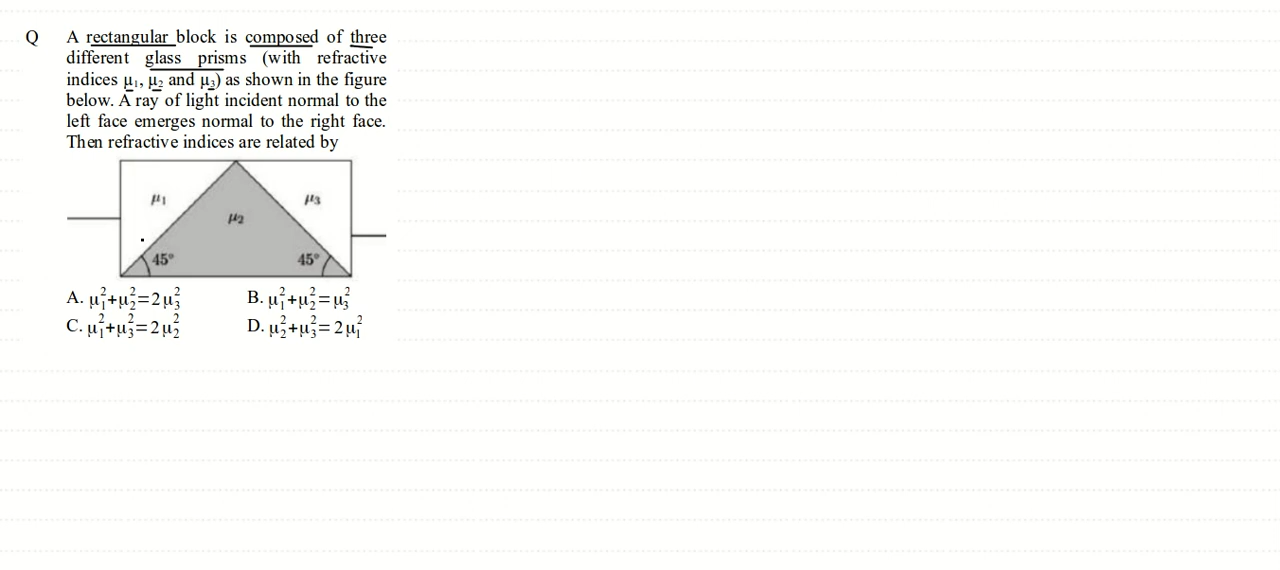 Q A rectangular block is composed of three
different glass prisms (with refractive
indices μ₁, μ₂ and μ₃) as shown in the figure
below. A ray of light incident normal to the
left face emerges normal to the right face.
Then refractive indices are related by
μ₁ μ₃
μ₂
45° 45°
A. μ₁²+μ₂²=2μ₃² B. μ₁²+μ₂²=μ₃²
C. μ₁²+μ₃²=2μ₂² D. μ₂²+μ₃²=2μ₁²